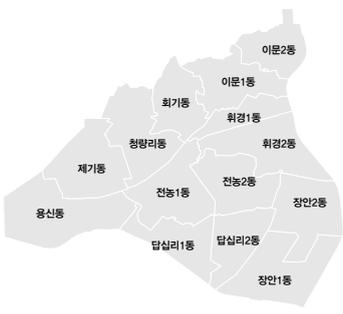 이문2동
이문1동
회기동
휘경1동
청량리동
휘경2동
제기동
전농2동
전농1동
장안2동
용신동
답십리2동
답십리1동
장안1동